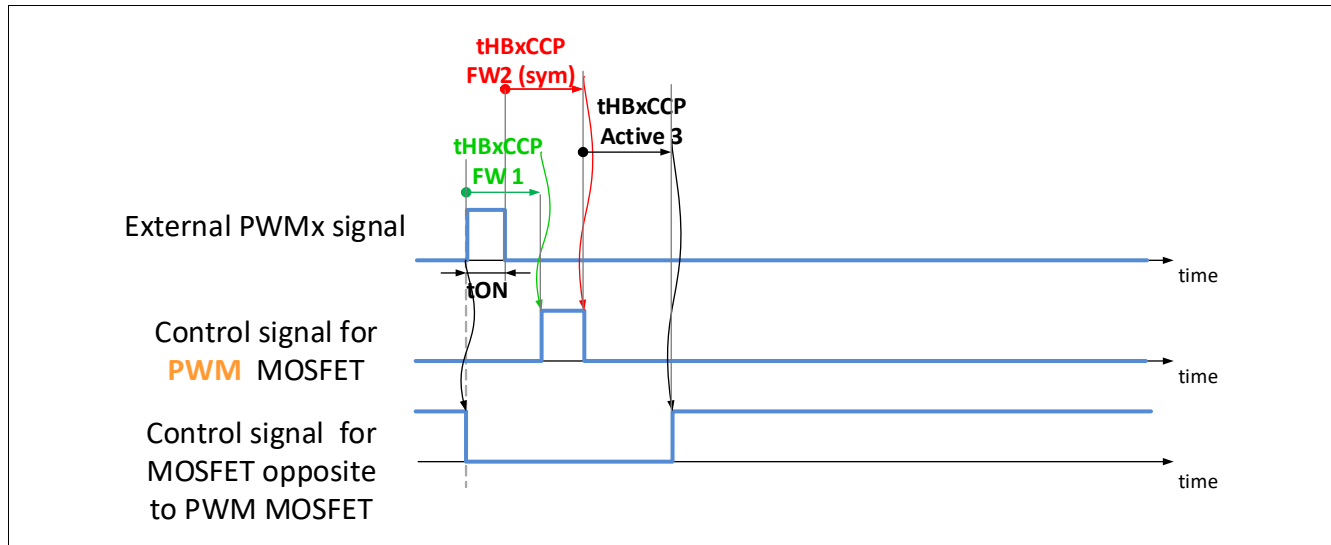 tHBxCCP
FW2 (sym)
tHBxCCP
Active 3
tHBxCCP
FW 1
External PWMx signal
time
tON
Control signal for
PWM MOSFET
time
Control signal for
MOSFET opposite
to PWM MOSFET
time